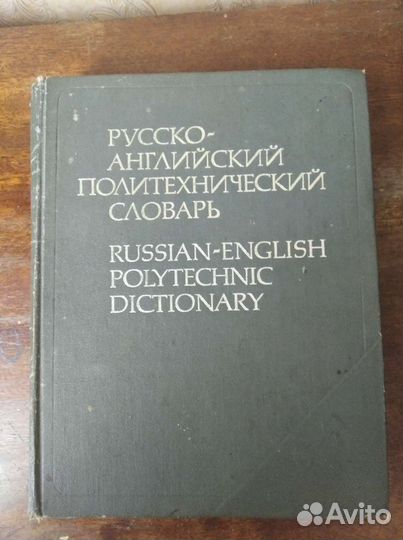 РУССКО-
АНГЛИЙСКИЙ
ПОЛИТЕХНИЧЕСКИЙ
СЛОВАРЬ
RUSSIAN-ENGLISH
POLYTECHNIC
DICTIONARY
Avito